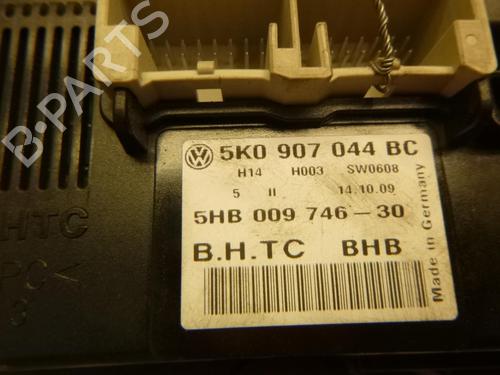 5K0 907 044 BC
H14 H003 SW0608
5 II 14.10.09
5HB 009 746-30
B.H.TC BHB
Made in Germany
HTC
PC<
B-PARTS